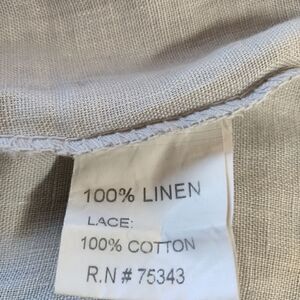 100% LINEN
LACE:
100% COTTON
R.N # 75343